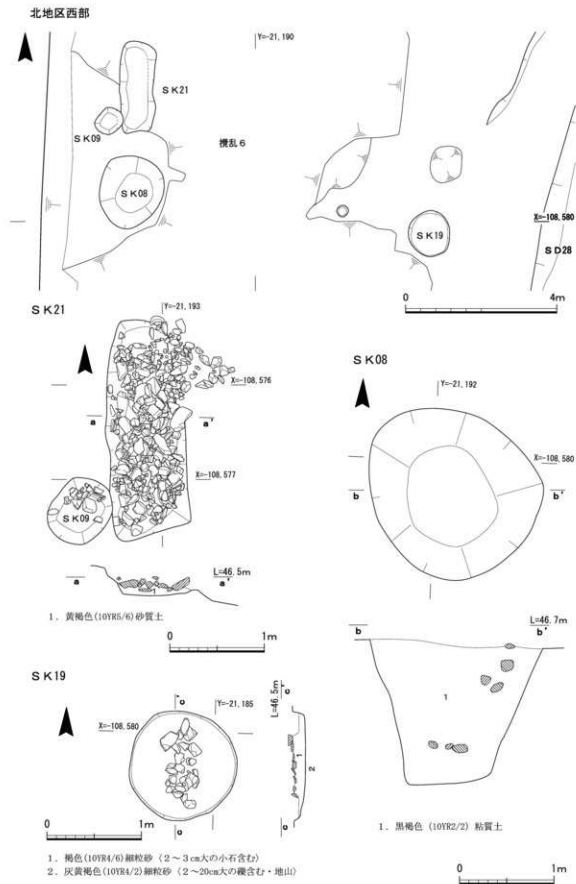 北地区西部
Y=-21,190
SK21
SK09
攪乱6
SK08
X=-108,580
SK19
SD28
0 4m
SK21
Y=-21,193
X=-108,576
a a'
X=-108,577
SK09
L=46.5m
a a'
1
1．黄褐色(10YR5/6)砂質土
0 1m
SK08
Y=-21,192
X=-108,580
b b'
L=46.7m
b b'
1
1．黒褐色（10YR2/2）粘質土
0 1m
SK19
c'
Y=-21,185
X=-108,580
c
L=46.5m
c'
1
2
c
0 1m
1．褐色(10YR4/6)細粒砂〈2～3cm大の小石含む〉
2．灰黄褐色(10YR4/2)細粒砂〈2～20cm大の礫含む・地山〉